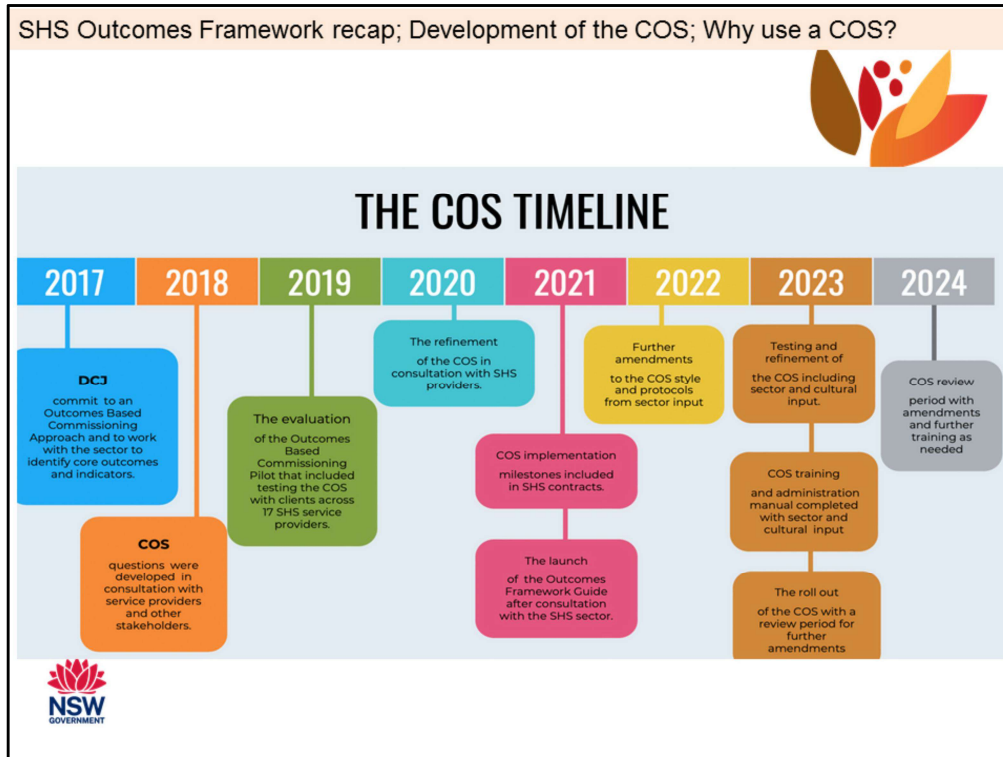 SHS Outcomes Framework recap; Development of the COS; Why use a COS?
THE COS TIMELINE
2017
2018
2019
2020
2021
2022
2023
2024
DCJ
commit to an
Outcomes Based
Commissioning
Approach and to work
with the sector to
identify core outcomes
and indicators.
COS
questions were
developed in
consultation with
service providers
and other
stakeholders.
The evaluation
of the Outcomes
Based
Commissioning
Pilot that included
testing the COS
with clients across
17 SHS service
providers.
The refinement
of the COS in
consultation with SHS
providers.
COS implementation
milestones included
in SHS contracts.
The launch
of the Outcomes
Framework Guide
after consultation
with the SHS sector.
Further
amendments
to the COS style
and protocols
from sector input
Testing and
refinement of
the COS including
sector and cultural
input.
COS training
and administration
manual completed
with sector and
cultural input
The roll out
of the COS with a
review period for
further
amendments
COS review
period with
amendments
and further
training as
needed
NSW
GOVERNMENT